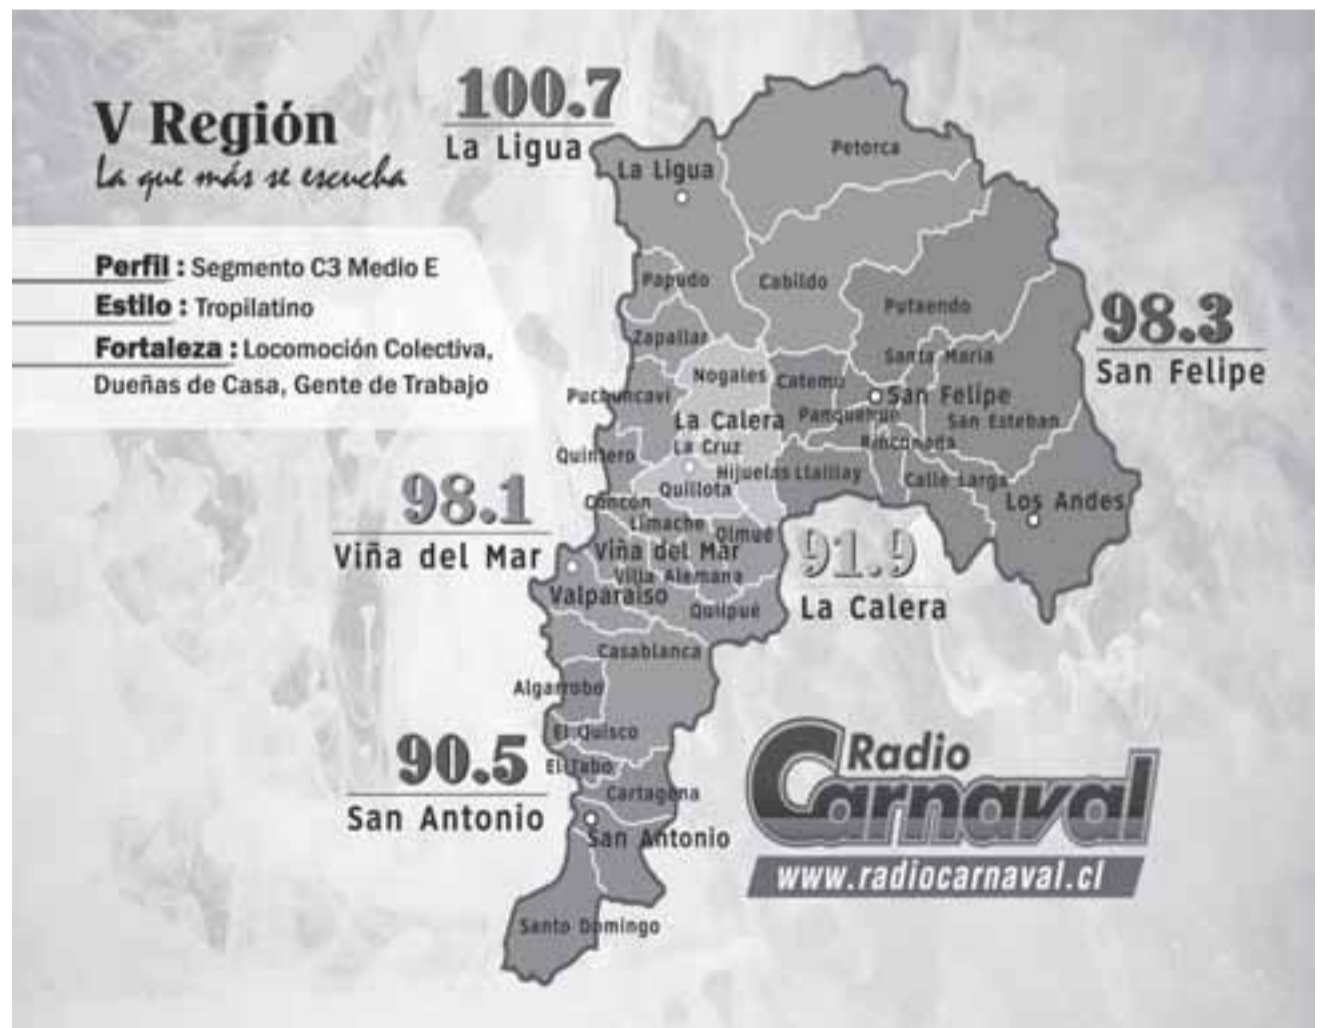 V Región
La que más se escucha
Perfil : Segmento C3 Medio E
Estilo : Tropilatino
Fortaleza : Locomoción Colectiva,
Dueñas de Casa, Gente de Trabajo
100.7
La Ligua
98.3
San Felipe
98.1
Viña del Mar
91.9
La Calera
90.5
San Antonio
Petorca
La Ligua
Papudo
Cabildo
Putaendo
Zapallar
Santa María
Nogales
Catemu
San Felipe
Puchuncaví
Panquehue
San Esteban
La Calera
Rinconada
La Cruz
Quintero
Hijuelas
Llaillay
Calle Larga
Quillota
Los Andes
Concón
Limache
Olmué
Viña del Mar
Villa Alemana
Valparaíso
Quilpué
Casablanca
Algarrobo
El Quisco
El Tabo
Cartagena
San Antonio
Santo Domingo
Radio
Carnaval
www.radiocarnaval.cl